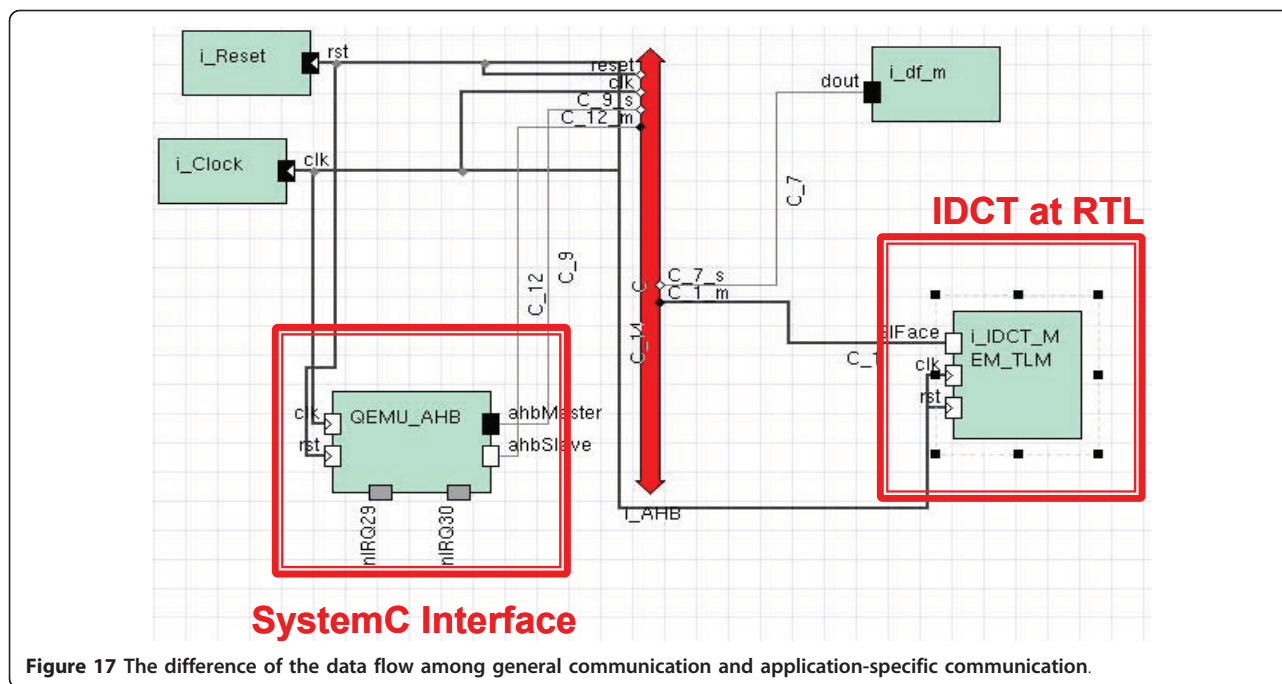 i_Reset
rst
reset
clk
C_9_s
C_12_m
i_Clock
clk
dout
i_df_m
C_7
IDCT at RTL
C_12
C_9
C_7_s
C_1_m
C_14
i_IDCT_M
EM_TLM
clk
rst
clk
rst
QEMU_AHB
ahbMaster
ahbSlave
nIRQ29
nIRQ30
i_AHB
SystemC Interface
Figure 17 The difference of the data flow among general communication and application-specific communication.